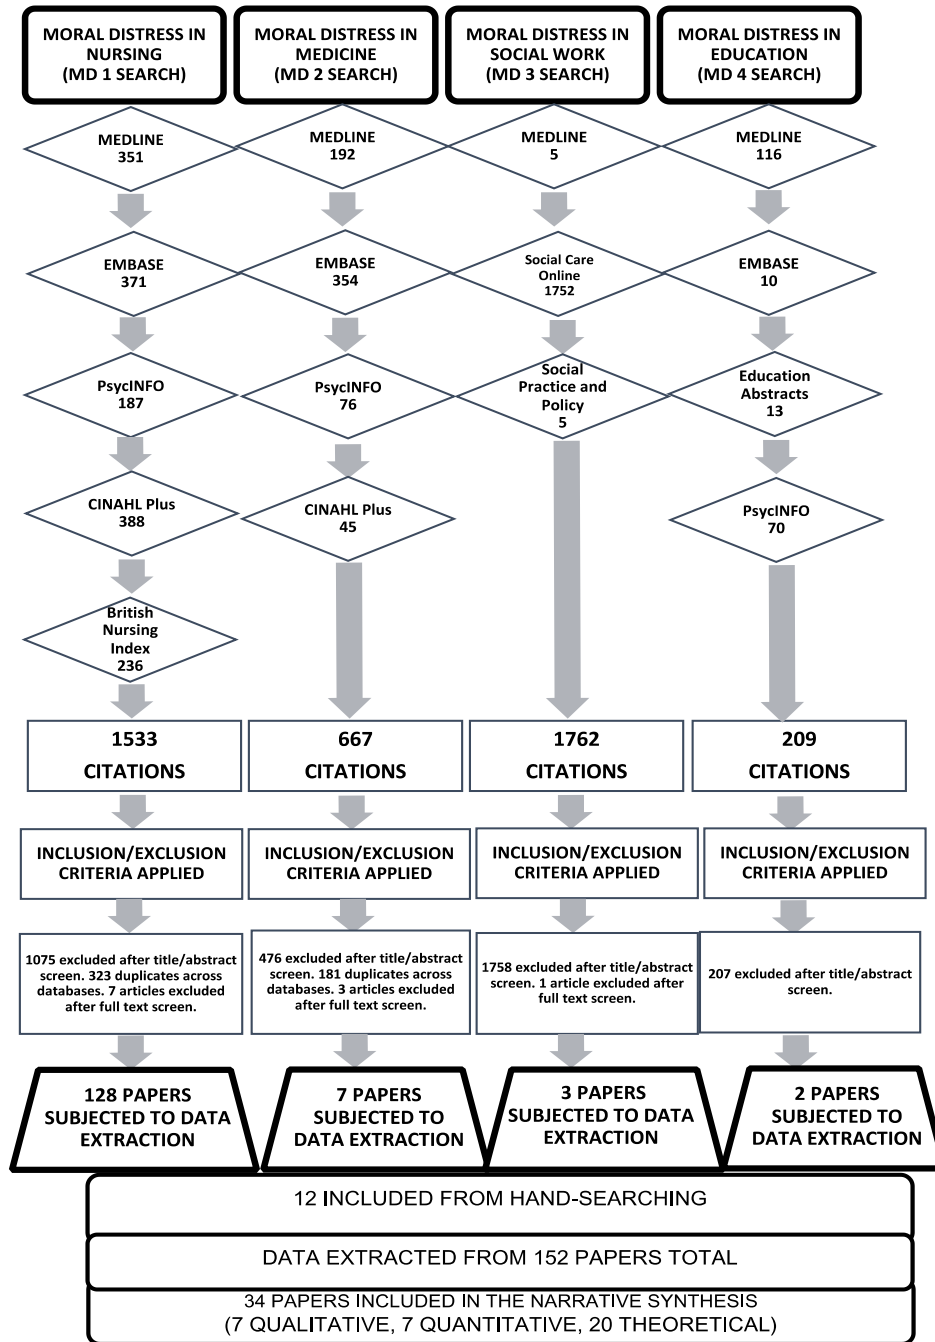 MORAL DISTRESS IN
NURSING
(MD 1 SEARCH)
MORAL DISTRESS IN
MEDICINE
(MD 2 SEARCH)
MORAL DISTRESS IN
SOCIAL WORK
(MD 3 SEARCH)
MORAL DISTRESS IN
EDUCATION
(MD 4 SEARCH)
MEDLINE
351
MEDLINE
192
MEDLINE
5
MEDLINE
116
EMBASE
371
EMBASE
354
Social Care
Online
1752
EMBASE
10
PsycINFO
187
PsycINFO
76
Social
Practice and
Policy
5
Education
Abstracts
13
CINAHL Plus
388
CINAHL Plus
45
PsycINFO
70
British
Nursing
Index
236
1533
CITATIONS
667
CITATIONS
1762
CITATIONS
209
CITATIONS
INCLUSION/EXCLUSION
CRITERIA APPLIED
INCLUSION/EXCLUSION
CRITERIA APPLIED
INCLUSION/EXCLUSION
CRITERIA APPLIED
INCLUSION/EXCLUSION
CRITERIA APPLIED
1075 excluded after title/abstract
screen. 323 duplicates across
databases. 7 articles excluded
after full text screen.
476 excluded after title/abstract
screen. 181 duplicates across
databases. 3 articles excluded
after full text screen.
1758 excluded after title/abstract
screen. 1 article excluded after
full text screen.
207 excluded after title/abstract
screen.
128 PAPERS
SUBJECTED TO DATA
EXTRACTION
7 PAPERS
SUBJECTED TO
DATA EXTRACTION
3 PAPERS
SUBJECTED TO DATA
EXTRACTION
2 PAPERS
SUBJECTED TO
DATA EXTRACTION
12 INCLUDED FROM HAND-SEARCHING
DATA EXTRACTED FROM 152 PAPERS TOTAL
34 PAPERS INCLUDED IN THE NARRATIVE SYNTHESIS
(7 QUALITATIVE, 7 QUANTITATIVE, 20 THEORETICAL)